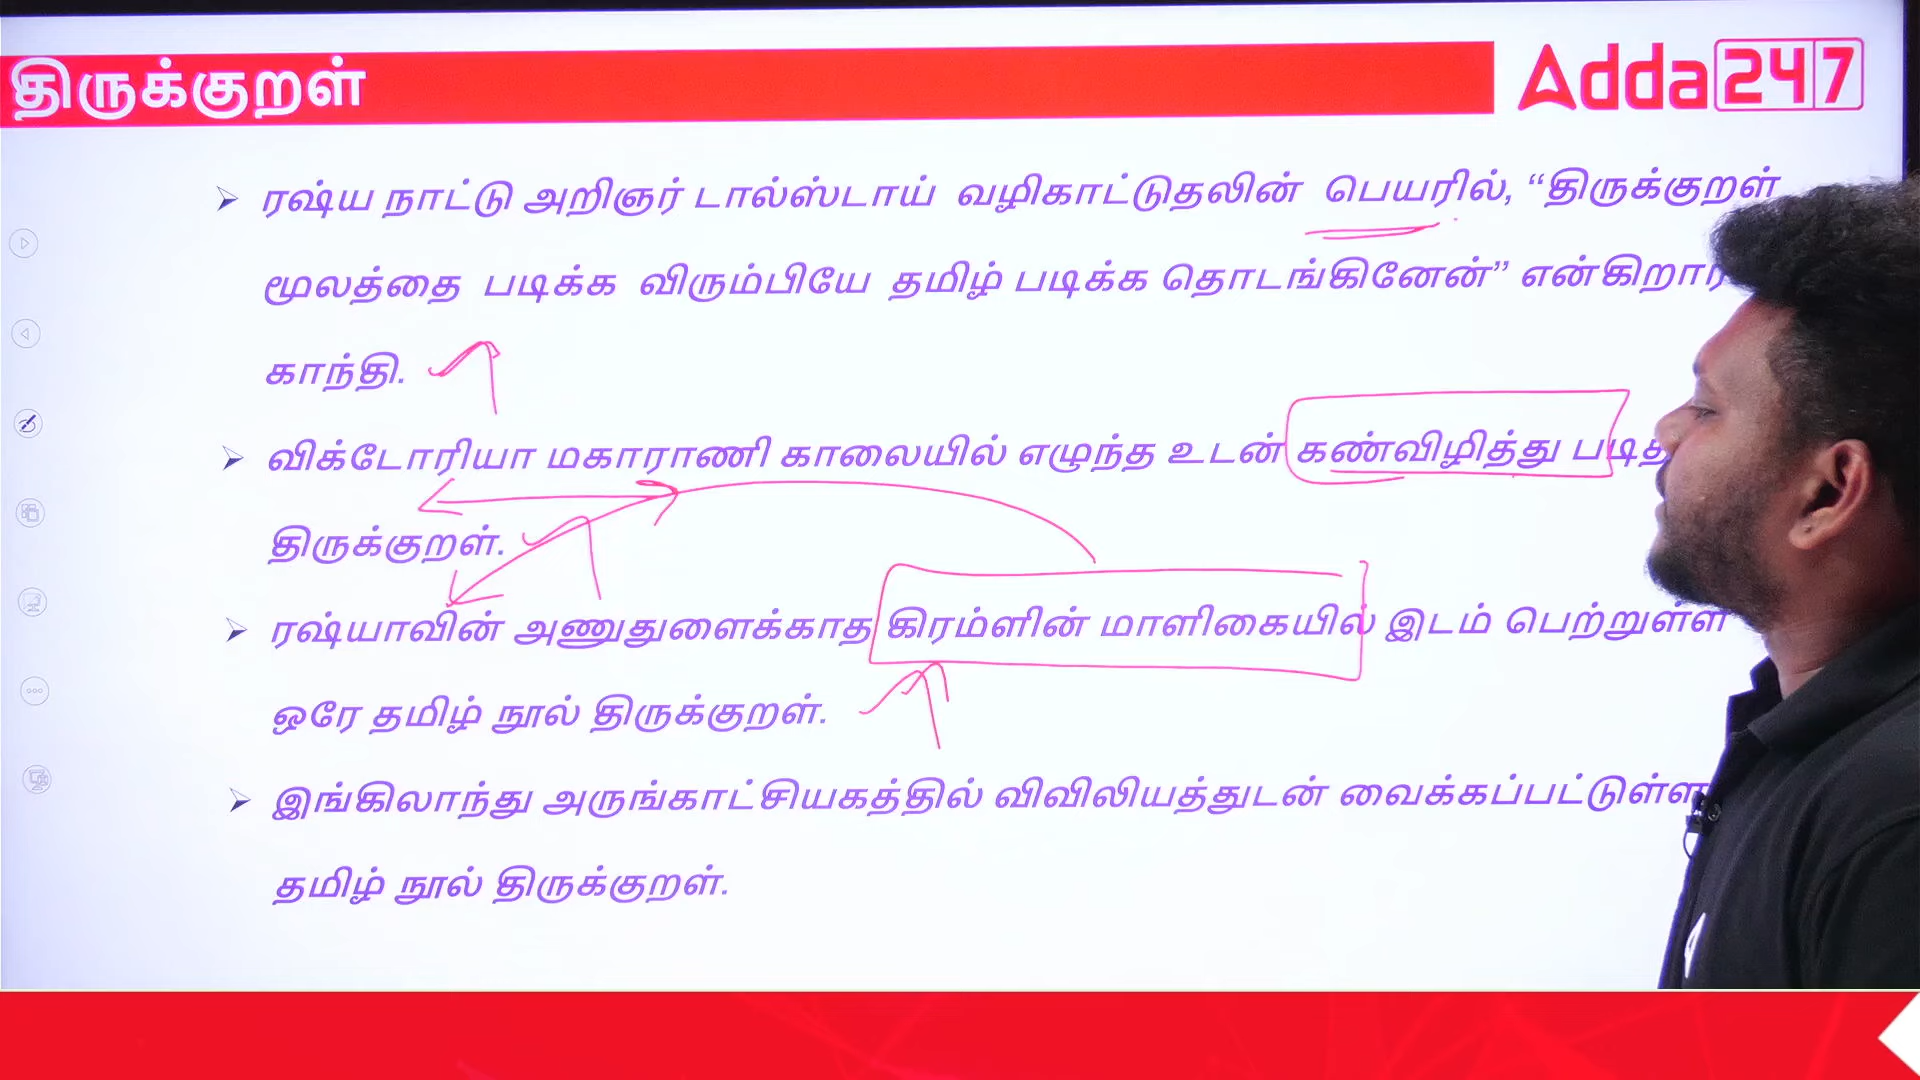 திருக்குறள்
Adda247
ரஷ்ய நாட்டு அறிஞர் டால்ஸ்டாய் வழிகாட்டுதலின் பெயரில், “திருக்குறள்
மூலத்தை படிக்க விரும்பியே தமிழ் படிக்க தொடங்கினேன்” என்கிறார்
காந்தி.
விக்டோரியா மகாராணி காலையில் எழுந்த உடன் கண்விழித்து
திருக்குறள்.
ரஷ்யாவின் அணுதுளைக்காத கிரம்ளின் மாளிகையில் இடம் பெற்றுள்ள
ஒரே தமிழ் நூல் திருக்குறள்.
இங்கிலாந்து அருங்காட்சியகத்தில் விவிலியத்துடன் வைக்கப்பட்டுள்ள
தமிழ் நூல் திருக்குறள்.